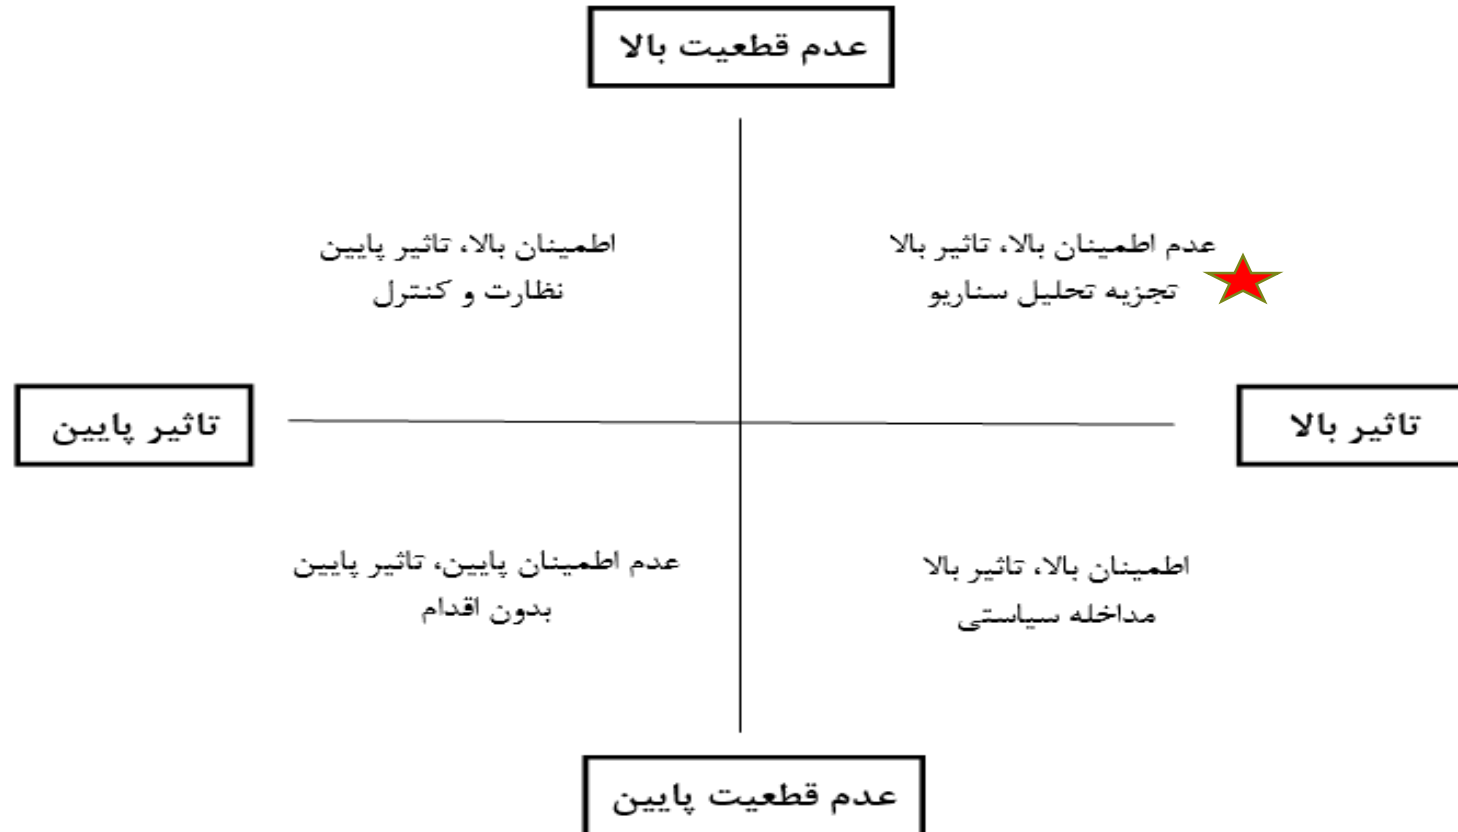 عدم قطعیت بالا
عدم اطمینان بالا، تاثیر بالا
تجزیه تحلیل سناریو
اطمینان بالا، تاثیر پایین
نظارت و کنترل
تاثیر بالا
تاثیر پایین
اطمینان بالا، تاثیر بالا
مداخله سیاستی
عدم اطمینان پایین، تاثیر پایین
بدون اقدام
عدم قطعیت پایین